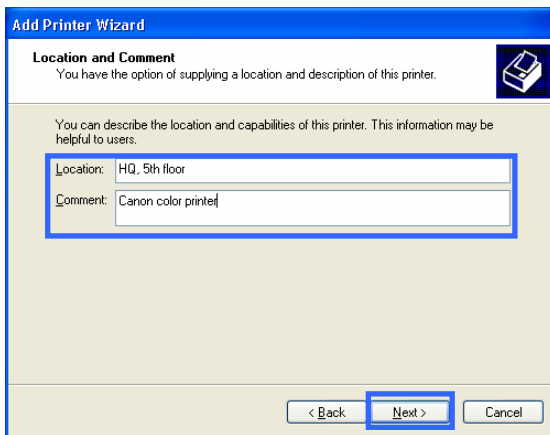 Add Printer Wizard
Location and Comment
You have the option of supplying a location and description of this printer.
You can describe the location and capabilities of this printer. This information may be
helpful to users.
Location: HQ, 5th floor
Comment: Canon color printer
< Back Next > Cancel